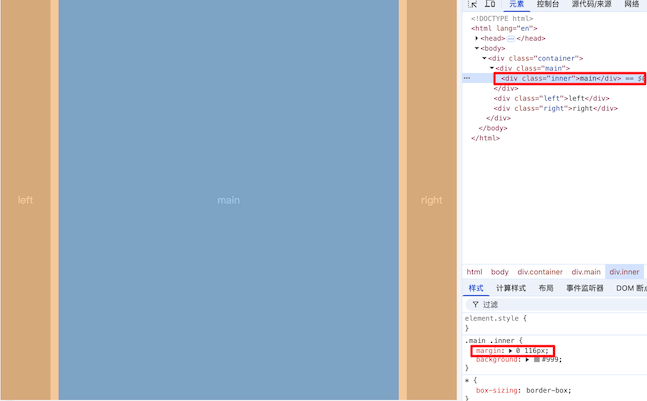 元素 控制台 源代码/来源 网络
<!DOCTYPE html>
<html lang="en">
<head> ⋯ </head>
<body>
<div class="container">
<div class="main">
<div class="inner">main</div> ==
</div>
<div class="left">left</div>
<div class="right">right</div>
</div>
</body>
</html>
left main right
html body div.container div.main div.inner
样式 计算样式 布局 事件监听器 DOM 断
过滤
element.style {
}
.main .inner {
margin: ▶ 0 116px;
background: ▶ #999;
}
* {
box-sizing: border-box;
}